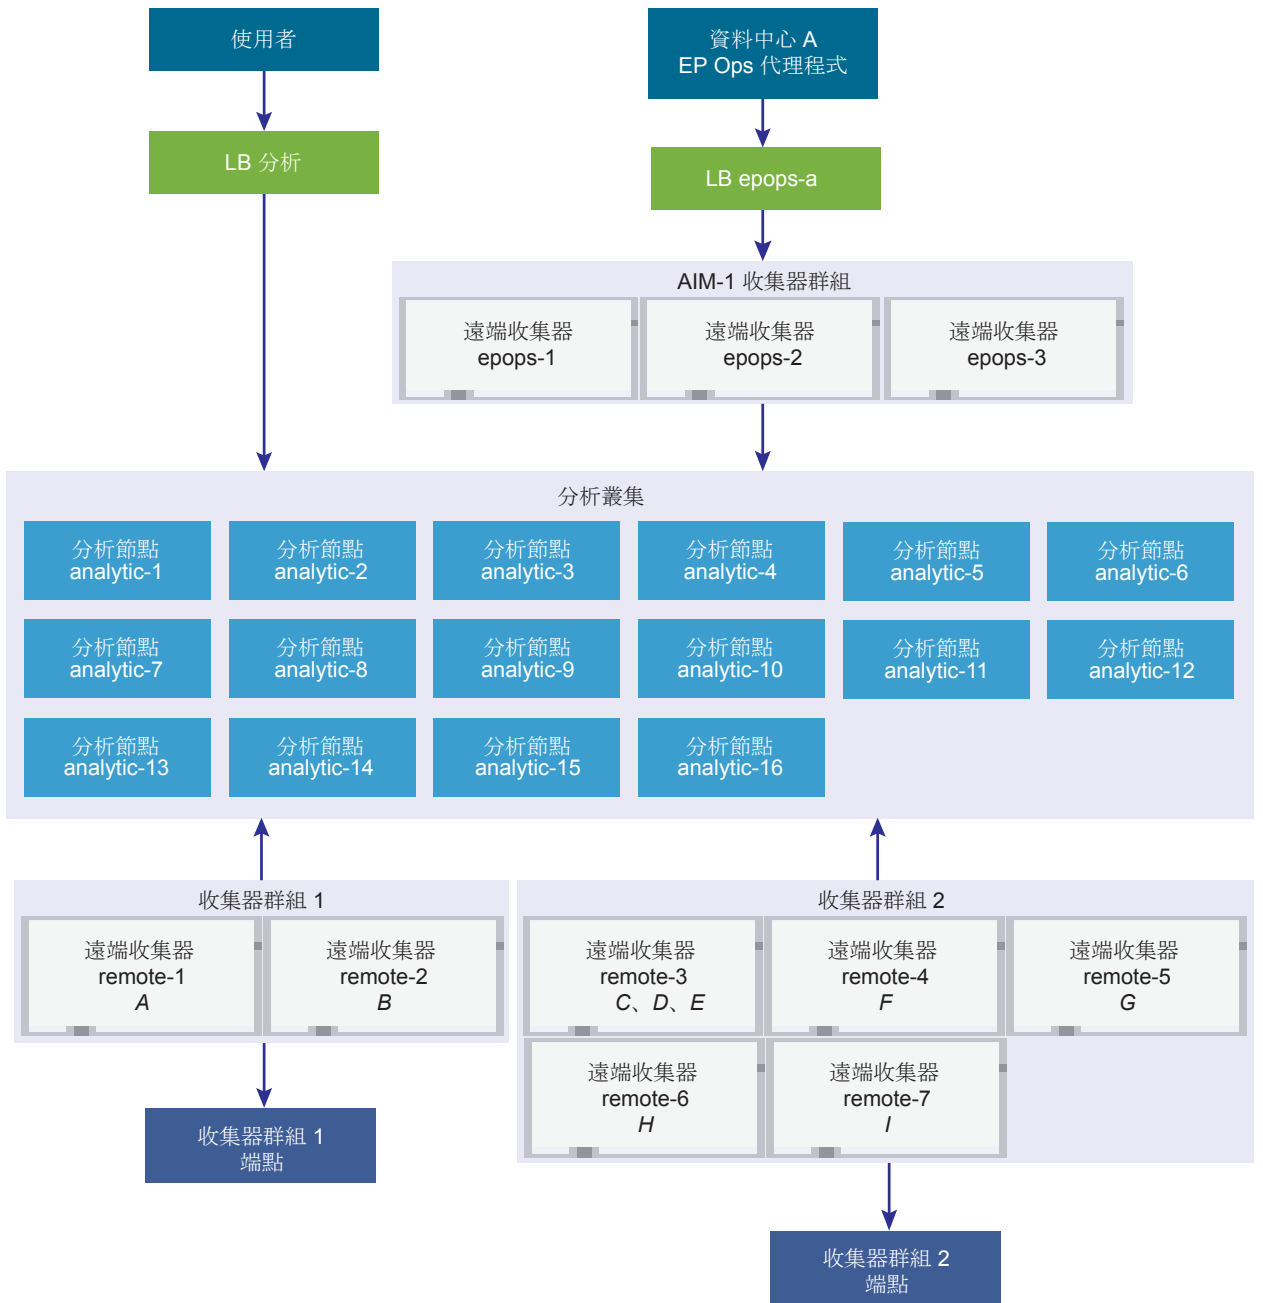 使用者
資料中心 A
EP Ops 代理程式
LB 分析
LB epops-a
AIM-1 收集器群組
遠端收集器
epops-1
遠端收集器
epops-2
遠端收集器
epops-3
分析叢集
分析節點
analytic-1
分析節點
analytic-2
分析節點
analytic-3
分析節點
analytic-4
分析節點
analytic-5
分析節點
analytic-6
分析節點
analytic-7
分析節點
analytic-8
分析節點
analytic-9
分析節點
analytic-10
分析節點
analytic-11
分析節點
analytic-12
分析節點
analytic-13
分析節點
analytic-14
分析節點
analytic-15
分析節點
analytic-16
收集器群組 1
遠端收集器
remote-1
A
遠端收集器
remote-2
B
收集器群組 2
遠端收集器
remote-3
C、D、E
遠端收集器
remote-4
F
遠端收集器
remote-5
G
遠端收集器
remote-6
H
遠端收集器
remote-7
I
收集器群組 1
端點
收集器群組 2
端點